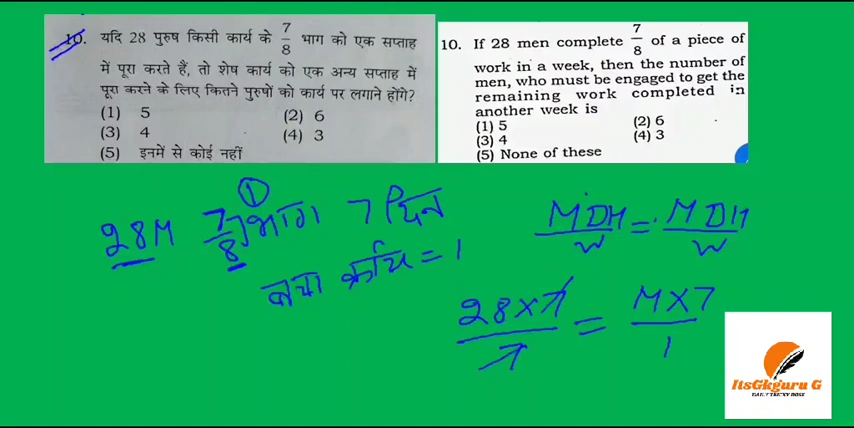 10. यदि 28 पुरुष किसी कार्य के 7/8 भाग को एक सप्ताह
में पूरा करते हैं, तो शेष कार्य को एक अन्य सप्ताह में
पूरा करने के लिए कितने पुरुषों को कार्य पर लगाने होंगे?
(1) 5 (2) 6
(3) 4 (4) 3
(5) इनमें से कोई नहीं
10. If 28 men complete 7/8 of a piece of
work in a week, then the number of
men, who must be engaged to get the
remaining work completed in
another week is
(1) 5 (2) 6
(3) 4 (4) 3
(5) None of these
1
28M 7/8 भाग 7 दिन
बचा कार्य = 1
MDH/W = MDH/W
28×7/7 = M×7/1
ItsGkguru G